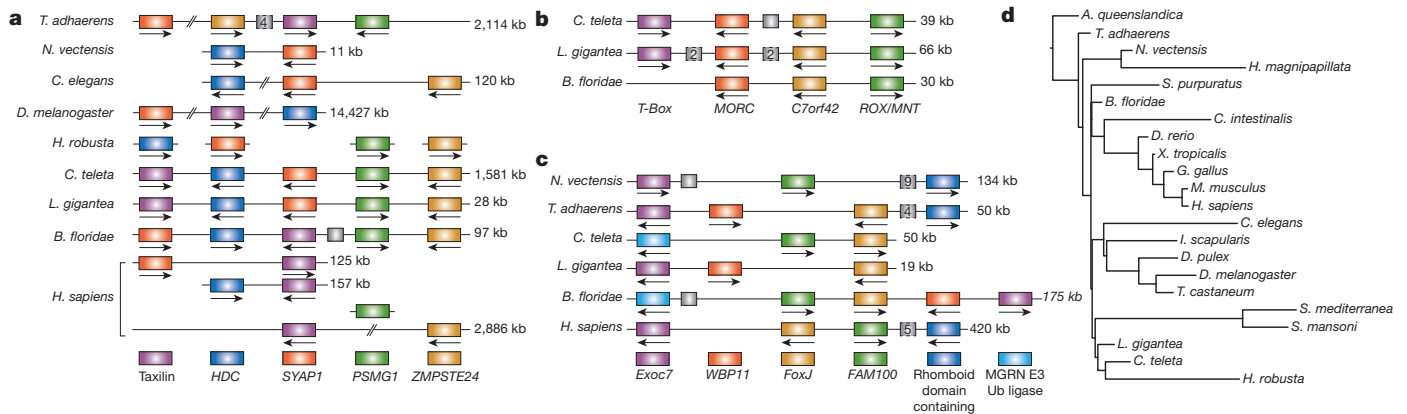 a
T. adhaerens 4 2,114 kb
N. vectensis 11 kb
C. elegans 120 kb
D. melanogaster 14,427 kb
H. robusta
C. teleta 1,581 kb
L. gigantea 28 kb
B. floridae 97 kb
125 kb
H. sapiens 157 kb
2,886 kb
Taxilin HDC SYAP1 PSMG1 ZMPSTE24
b
C. teleta 39 kb
L. gigantea 2 2 66 kb
B. floridae 30 kb
T-Box MORC C7orf42 ROX/MNT
c
N. vectensis 9 134 kb
T. adhaerens 4 50 kb
C. teleta 50 kb
L. gigantea 19 kb
B. floridae 175 kb
H. sapiens 5 420 kb
Exoc7 WBP11 FoxJ FAM100 Rhomboid MGRN E3
domain Ub ligase
containing
d
A. queenslandica
T. adhaerens
N. vectensis
H. magnipapillata
S. purpuratus
B. floridae
C. intestinalis
D. rerio
X. tropicalis
G. gallus
M. musculus
H. sapiens
C. elegans
I. scapularis
D. pulex
D. melanogaster
T. castaneum
S. mediterranea
S. mansoni
L. gigantea
C. teleta
H. robusta